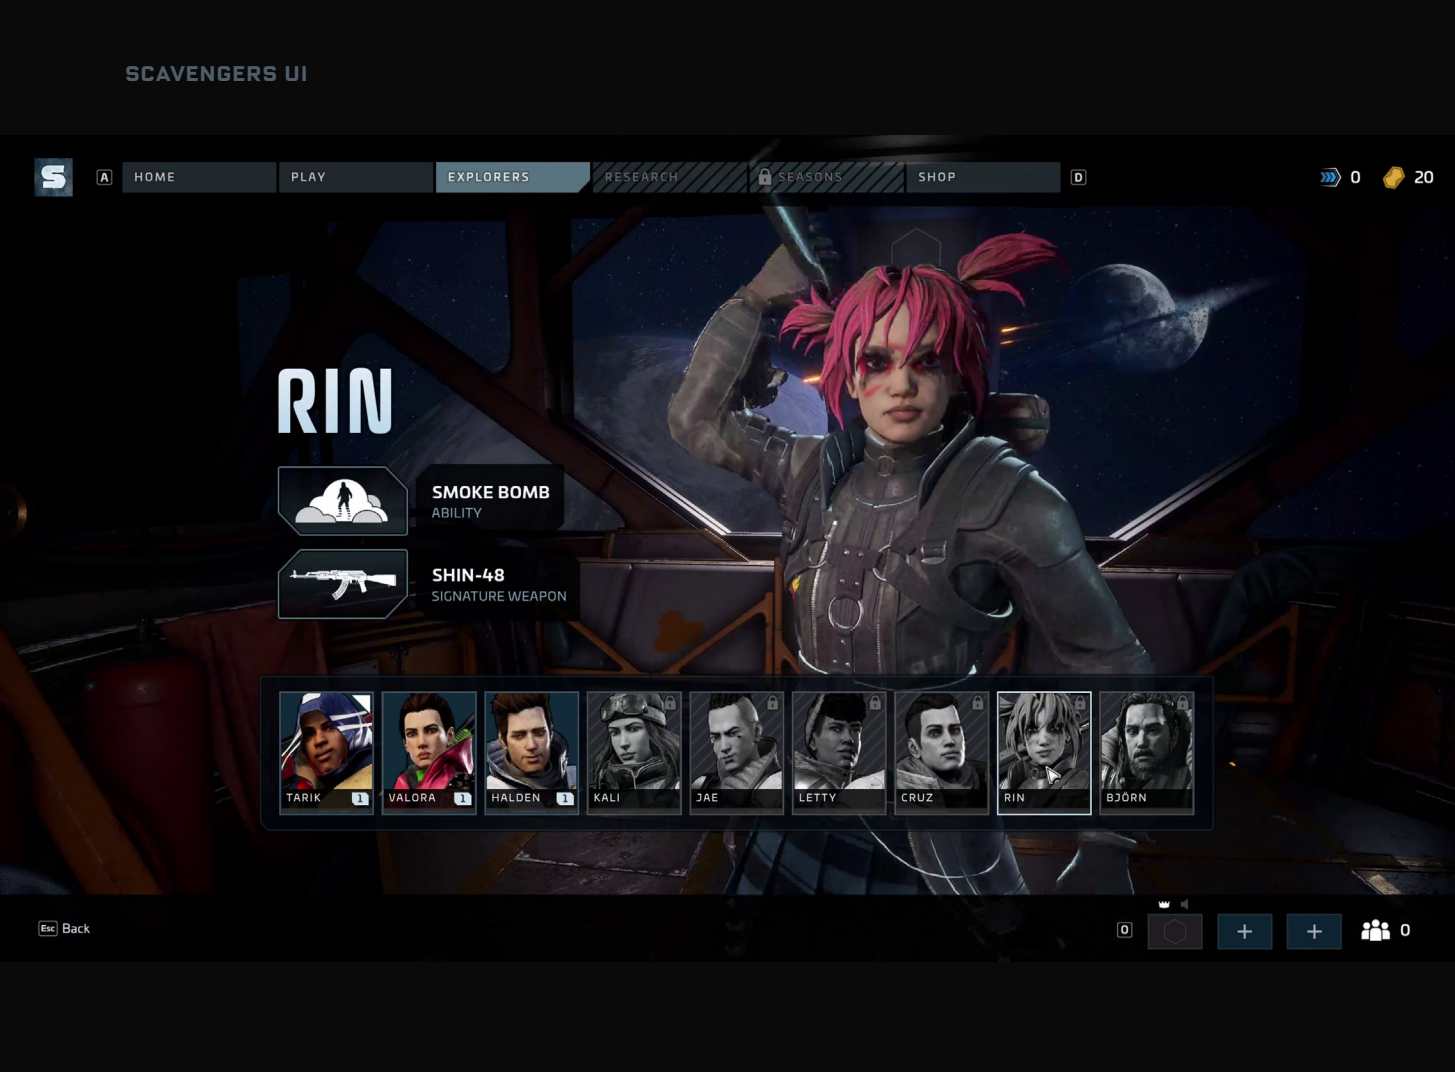 SCAVENGERS UI
S
A
HOME
PLAY
EXPLORERS
RESEARCH
SEASONS
SHOP
D
0
20
RIN
SMOKE BOMB
ABILITY
SHIN-48
SIGNATURE WEAPON
TARIK
1
VALORA
1
HALDEN
1
KALI
JAE
LETTY
CRUZ
RIN
BJÖRN
Esc Back
O
+
+
0